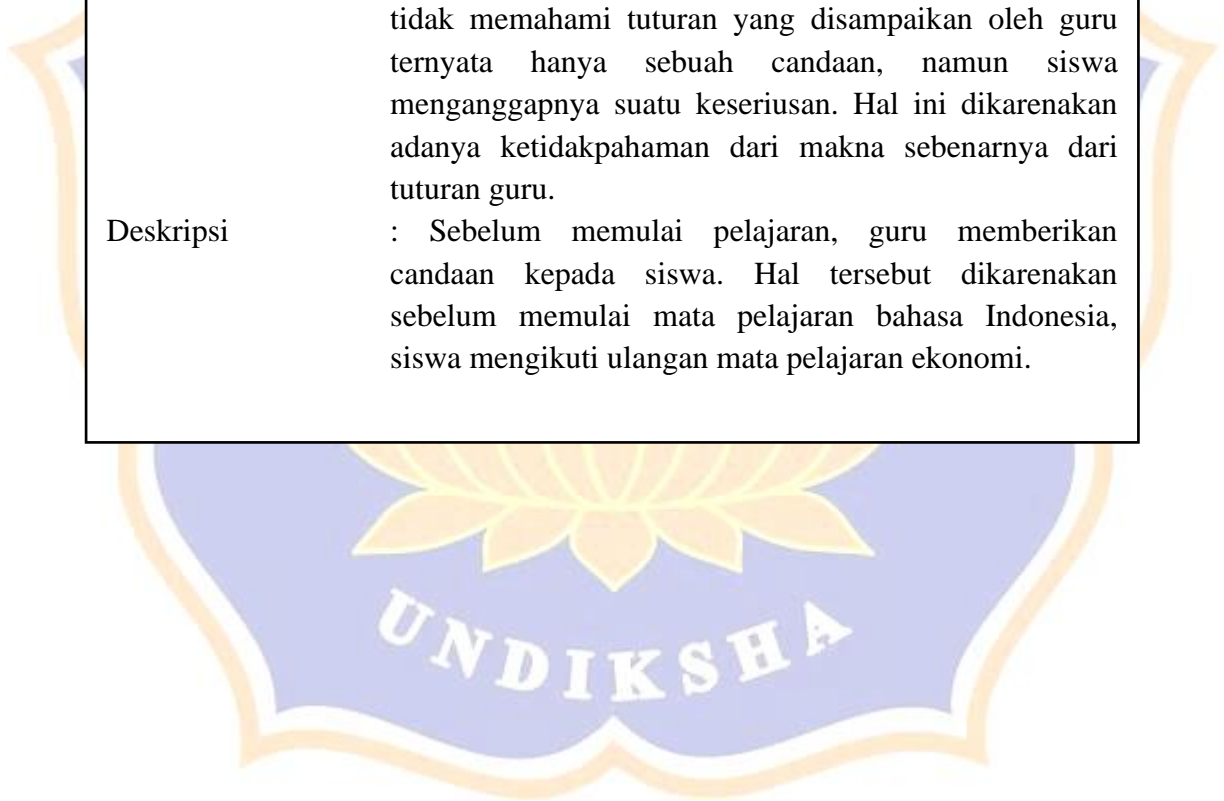 tidak memahami tuturan yang disampaikan oleh guru
ternyata hanya sebuah candaan, namun siswa
menganggapnya suatu keseriusan. Hal ini dikarenakan
adanya ketidakpahaman dari makna sebenarnya dari
tuturan guru.
Deskripsi : Sebelum memulai pelajaran, guru memberikan
candaan kepada siswa. Hal tersebut dikarenakan
sebelum memulai mata pelajaran bahasa Indonesia,
siswa mengikuti ulangan mata pelajaran ekonomi.
UNDIKSHA